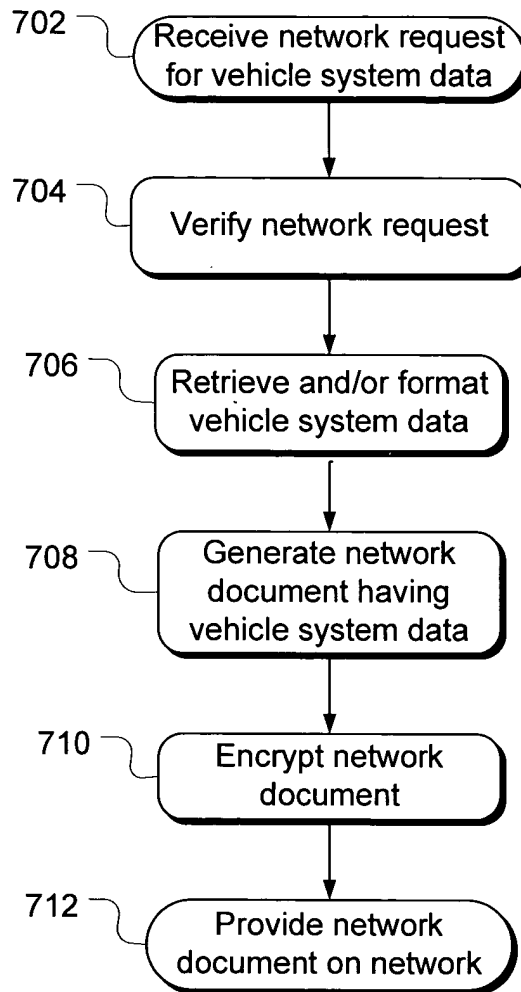 702
Receive network request
for vehicle system data
704
Verify network request
706
Retrieve and/or format
vehicle system data
708
Generate network
document having
vehicle system data
710
Encrypt network
document
712
Provide network
document on network